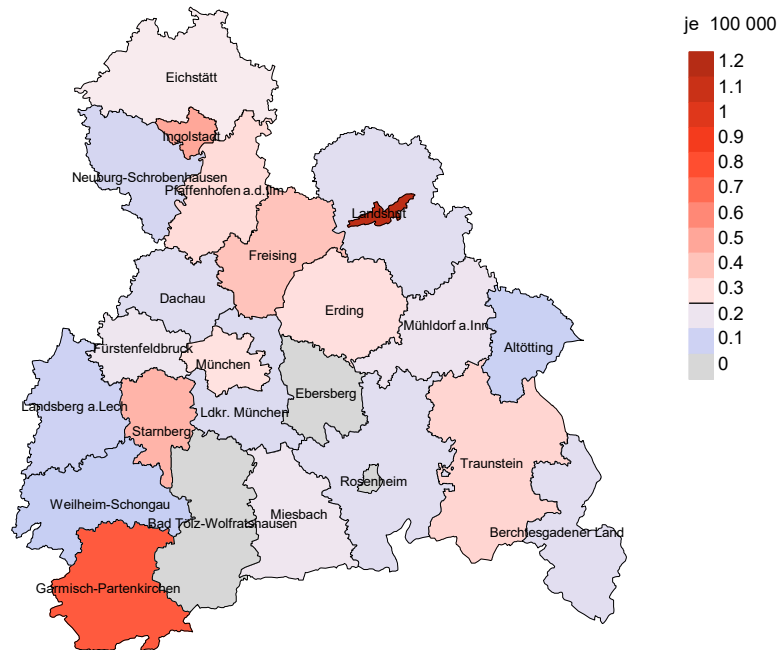 je 100 000
1.2
1.1
1
0.9
0.8
0.7
0.6
0.5
0.4
0.3
0.2
0.1
0
Eichstätt
Ingolstadt
Neuburg-Schrobenhausen
Pfaffenhofen a.d.Ilm
Landshut
Freising
Dachau
Erding
Mühldorf a.Inn
Altötting
Fürstenfeldbruck
München
Ebersberg
Landsberg a.Lech
Ldkr. München
Starnberg
Traunstein
Rosenheim
Weilheim-Schongau
Miesbach
Bad Tölz-Wolfratshausen
Berchtesgadener Land
Garmisch-Partenkirchen